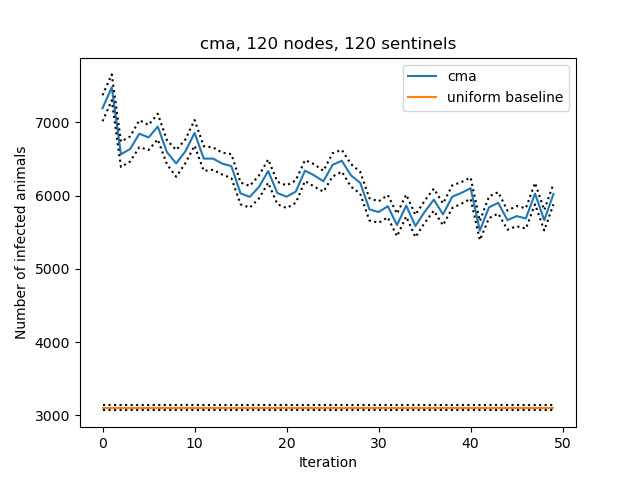 cma, 120 nodes, 120 sentinels
cma
uniform baseline
Number of infected animals
7000
6000
5000
4000
3000
0 10 20 30 40 50
Iteration